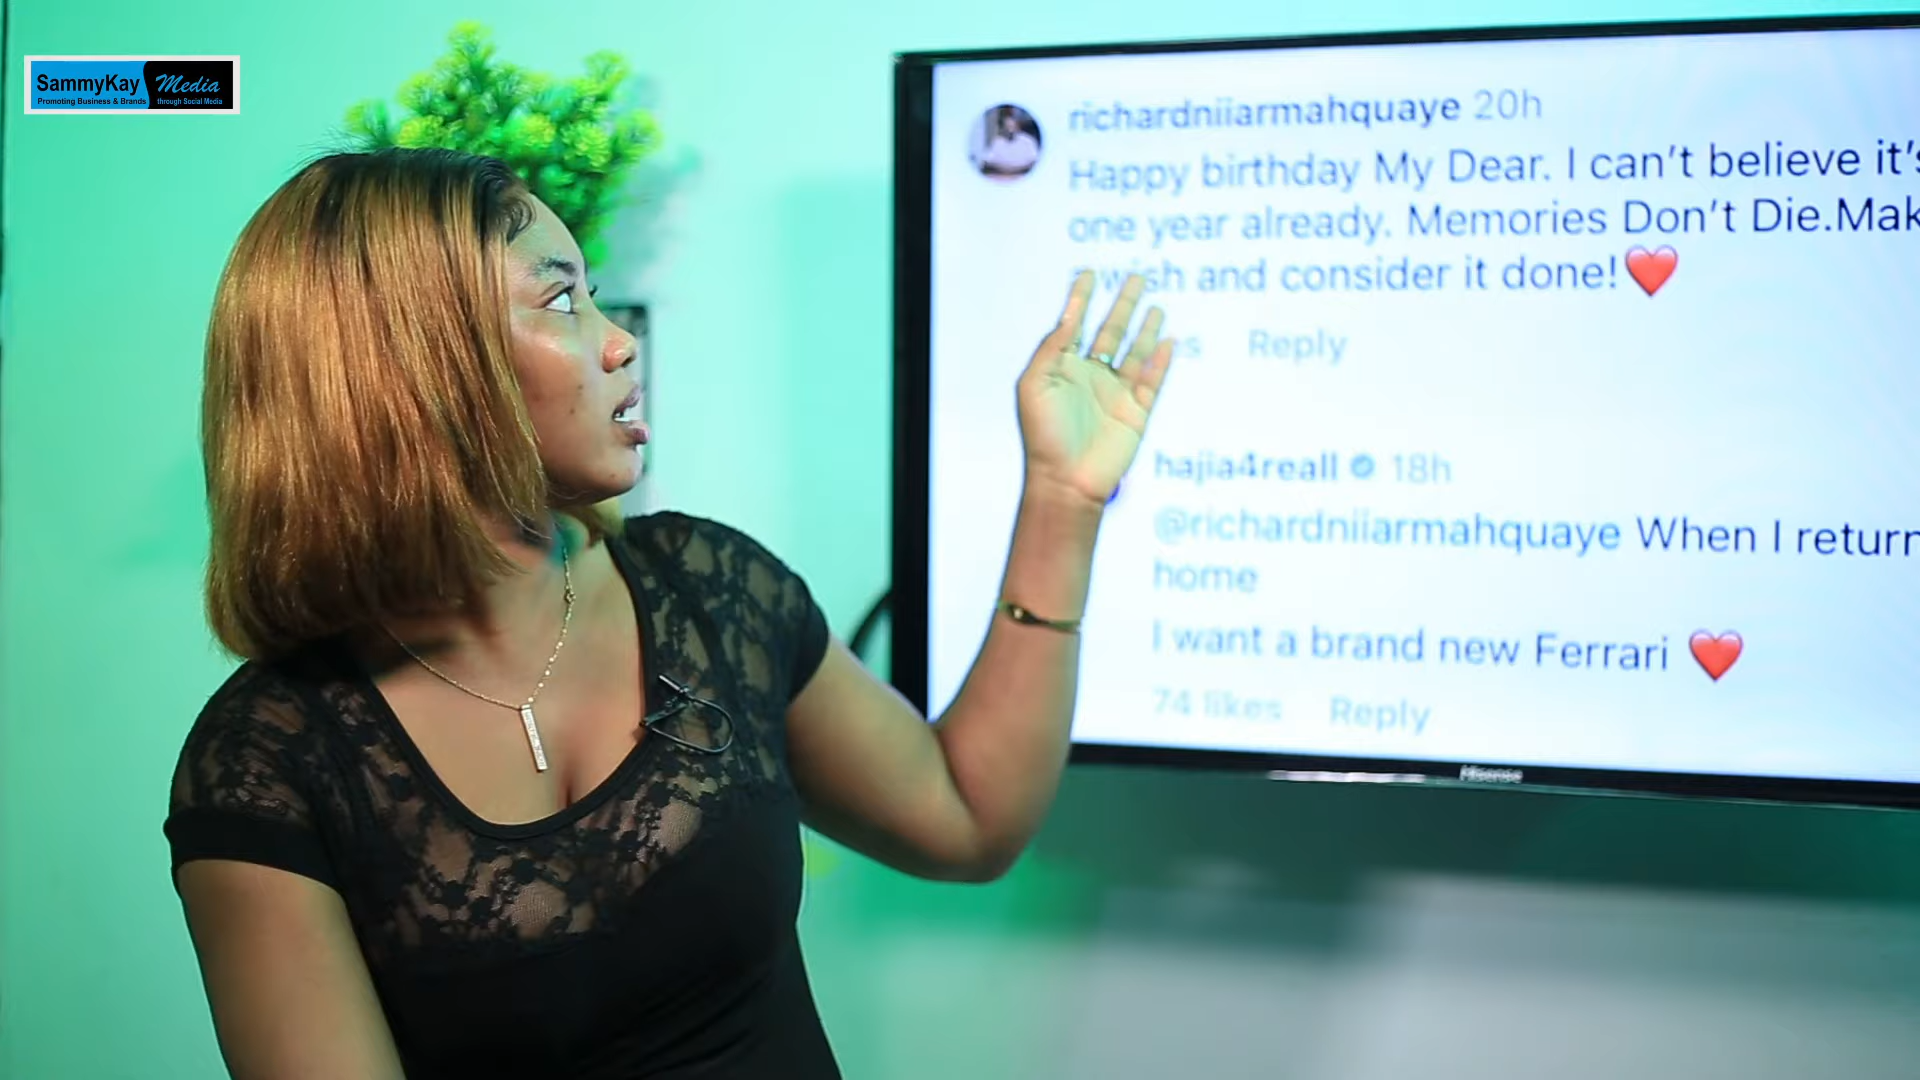 SammyKay Media
Promoting Business & Brands through Social Media
richardniiarmahquaye 20h
Happy birthday My Dear. I can't believe it's
one year already. Memories Don't Die.Mak
wish and consider it done!❤️
Reply
hajia4reall 18h
@richardniiarmahquaye When I return
home
I want a brand new Ferrari ❤️
74 likes Reply
Hisense